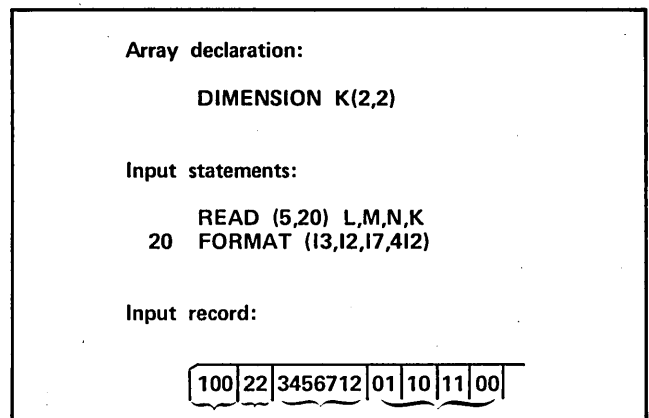 Array declaration:
DIMENSION K(2,2)
Input statements:
READ (5,20) L,M,N,K
20 FORMAT (I3,I2,I7,4I2)
Input record:
100 22 3456712 01 10 11 00